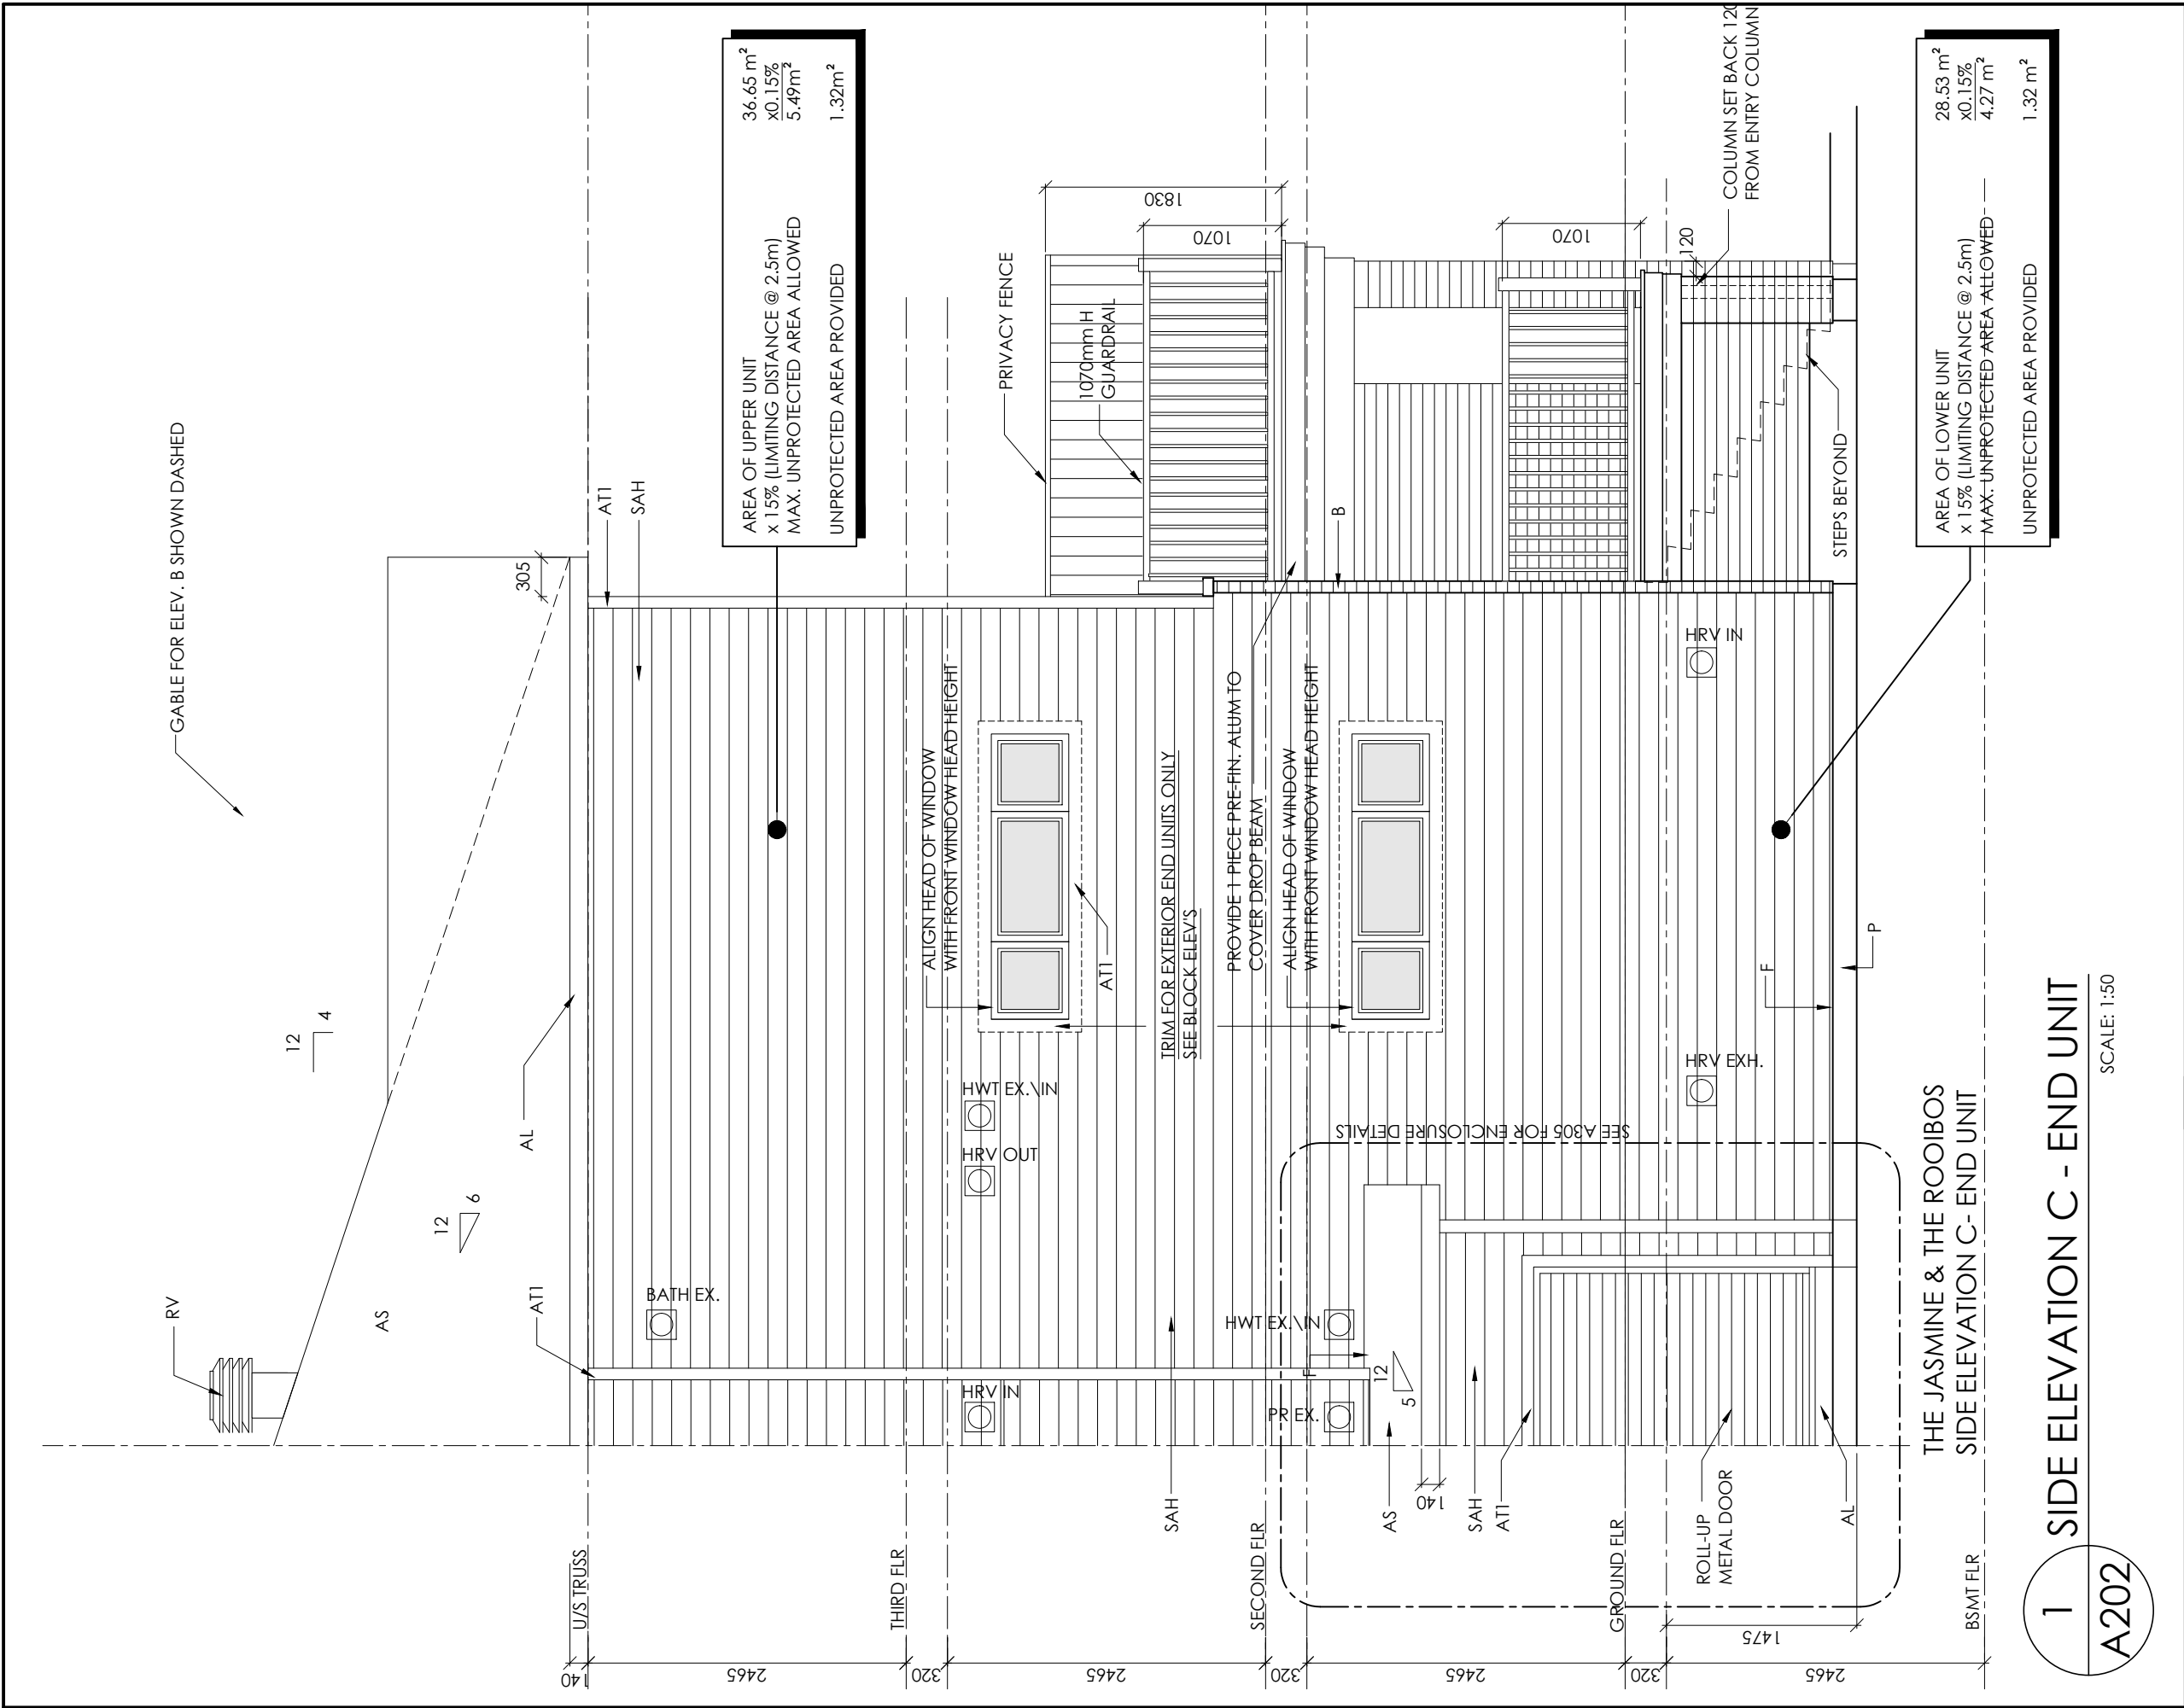 GABLE FOR ELEV. B SHOWN DASHED
RV
AS
12
4
12
6
AL
AT1
305
AT1
SAH
BATH EX.
AREA OF UPPER UNIT 36.65 m²
x 15% (LIMITING DISTANCE @ 2.5m) x0.15%
MAX. UNPROTECTED AREA ALLOWED 5.49m²
UNPROTECTED AREA PROVIDED 1.32m²
U/S TRUSS
THIRD FLR
SECOND FLR
GROUND FLR
BSMT FLR
140
2465
320
2465
320
2465
320
2465
1475
HRV IN
HRV OUT
HWT EX.\IN
ALIGN HEAD OF WINDOW
WITH FRONT WINDOW HEAD HEIGHT
AT1
PRIVACY FENCE
1070mm H
GUARDRAIL
1830
1070
TRIM FOR EXTERIOR END UNITS ONLY
SEE BLOCK ELEV'S
PROVIDE 1 PIECE PRE-FIN. ALUM TO
COVER DROP BEAM
ALIGN HEAD OF WINDOW
WITH FRONT WINDOW HEAD HEIGHT
B
SAH
HWT EX.\IN
F
PR EX.
12
5
AS
140
SAH
AT1
SEE A305 FOR ENCLOSURE DETAILS
ROLL-UP
METAL DOOR
AL
HRV EXH.
HRV IN
F
P
1070
120
COLUMN SET BACK 120
FROM ENTRY COLUMN
STEPS BEYOND
AREA OF LOWER UNIT 28.53 m²
x 15% (LIMITING DISTANCE @ 2.5m) x0.15%
MAX. UNPROTECTED AREA ALLOWED 4.27 m²
UNPROTECTED AREA PROVIDED 1.32 m²
THE JASMINE & THE ROOIBOS
SIDE ELEVATION C- END UNIT
1
A202
SIDE ELEVATION C - END UNIT
SCALE: 1:50